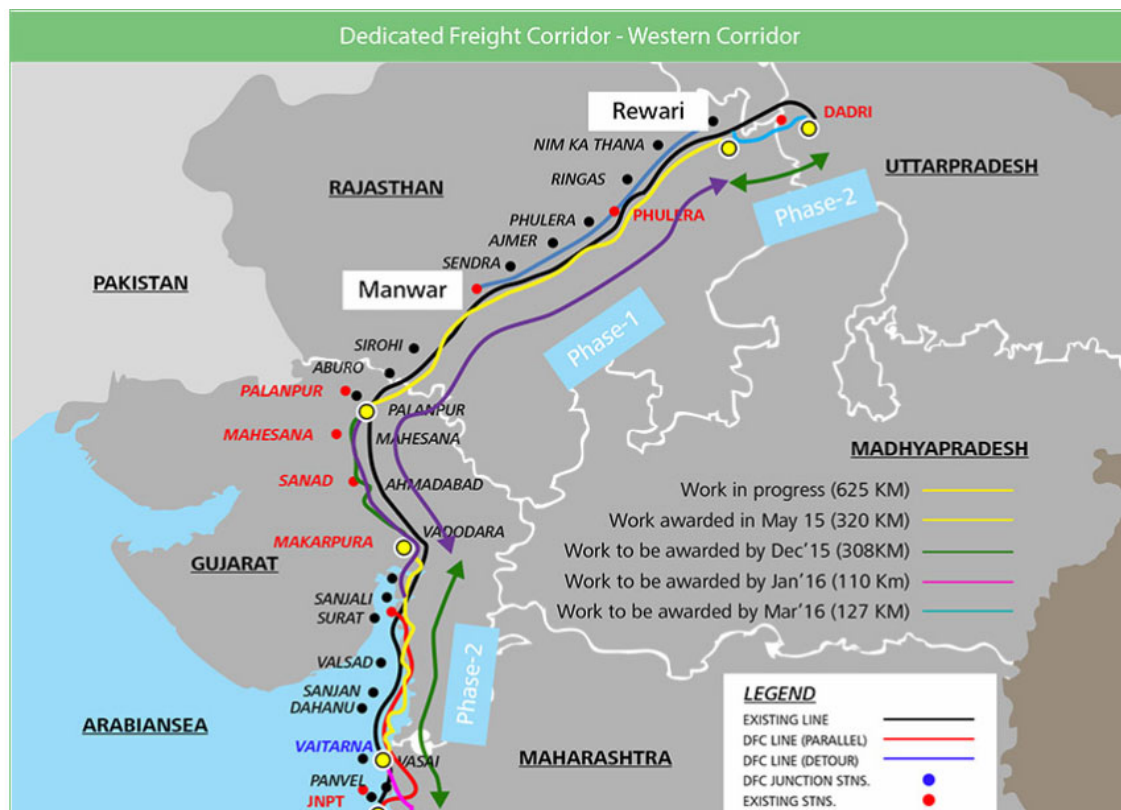 Dedicated Freight Corridor - Western Corridor
Rewari
DADRI
NIM KA THANA
UTTARPRADESH
RAJASTHAN
RINGAS
Phase-2
PHULERA
PHULERA
AJMER
SENDRA
PAKISTAN
Manwar
Phase-1
SIROHI
ABURO
PALANPUR
PALANPUR
MAHESANA
MAHESANA
MADHYAPRADESH
SANAD
AHMADABAD
Work in progress (625 KM)
Work awarded in May 15 (320 KM)
VADODARA
MAKARPURA
Work to be awarded by Dec'15 (308KM)
GUJARAT
Work to be awarded by Jan'16 (110 Km)
SANJALI
Work to be awarded by Mar'16 (127 KM)
SURAT
Phase-2
VALSAD
SANJAN
DAHANU
LEGEND
EXISTING LINE
ARABIANSEA
DFC LINE (PARALLEL)
VAITARNA
VASAI
MAHARASHTRA
DFC LINE (DETOUR)
PANVEL
DFC JUNCTION STNS.
JNPT
EXISTING STNS.